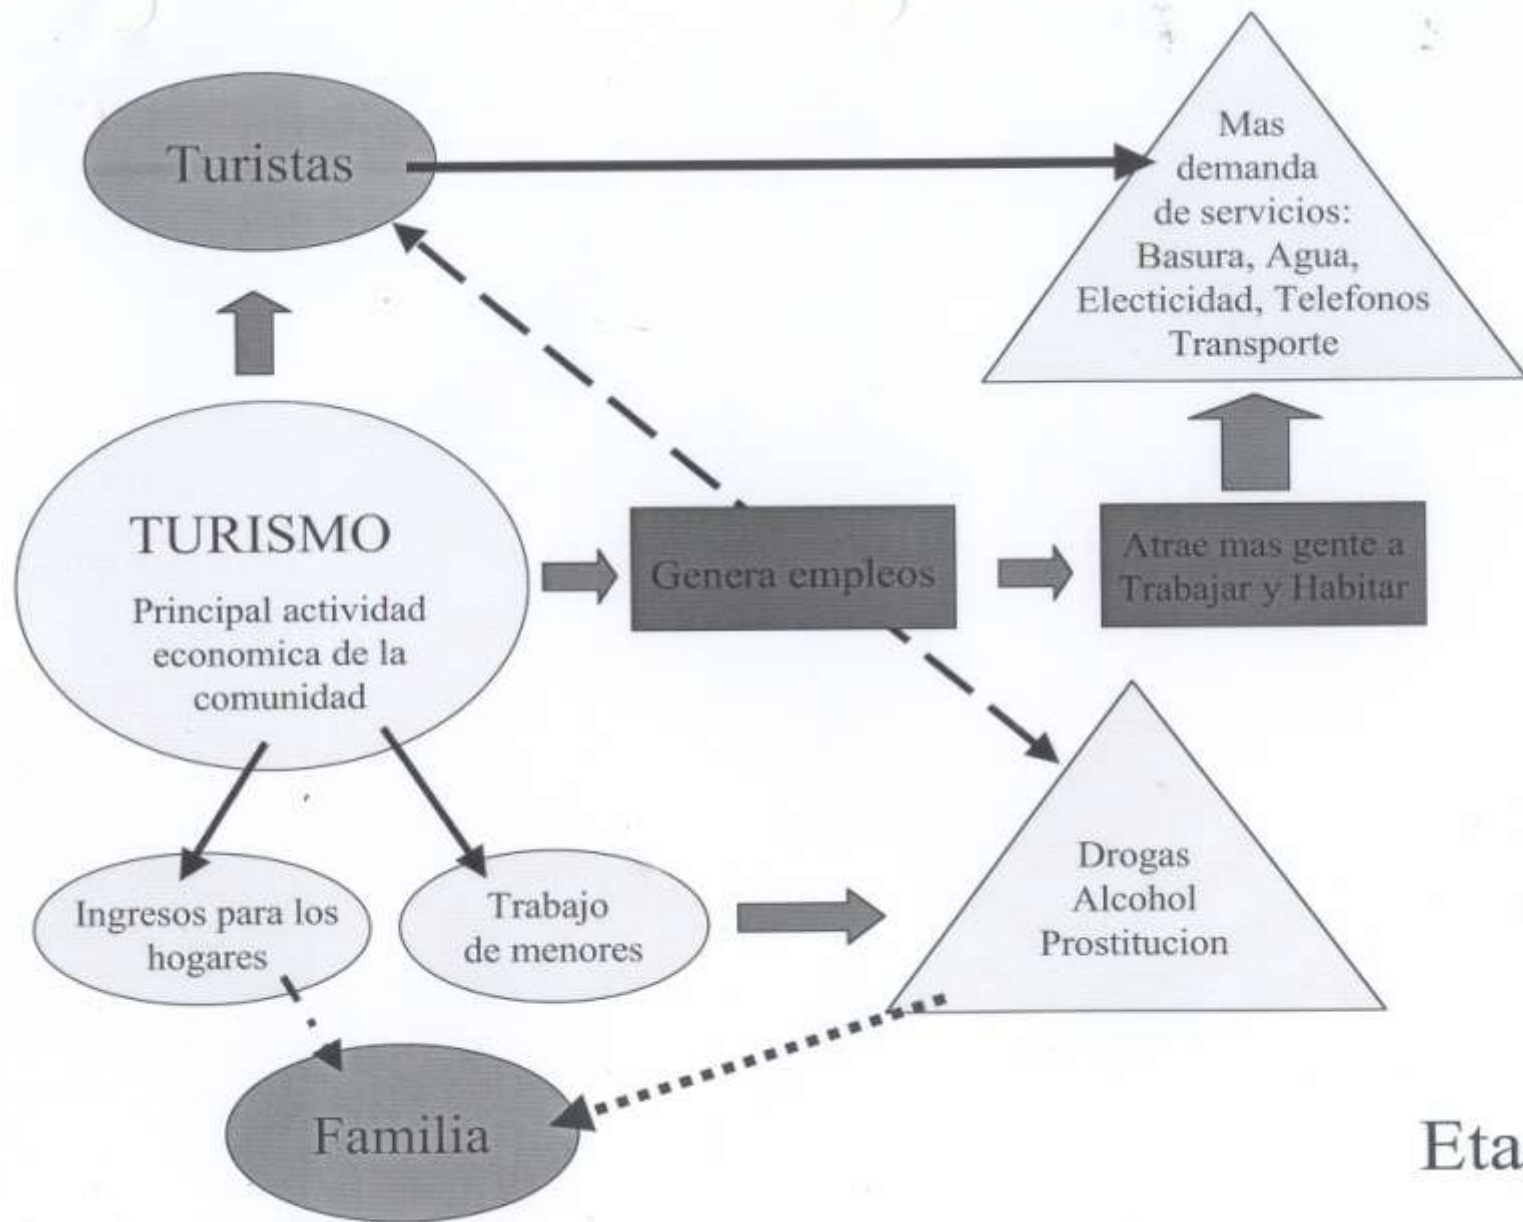 Turistas
Mas
demanda
de servicios:
Basura, Agua,
Electicidad, Telefonos
Transporte
TURISMO
Principal actividad
economica de la
comunidad
Genera empleos
Atrae mas gente a
Trabajar y Habitar
Ingresos para los
hogares
Trabajo
de menores
Drogas
Alcohol
Prostitucion
Familia
Eta